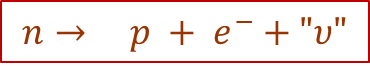 n → p + e⁻ + "υ"